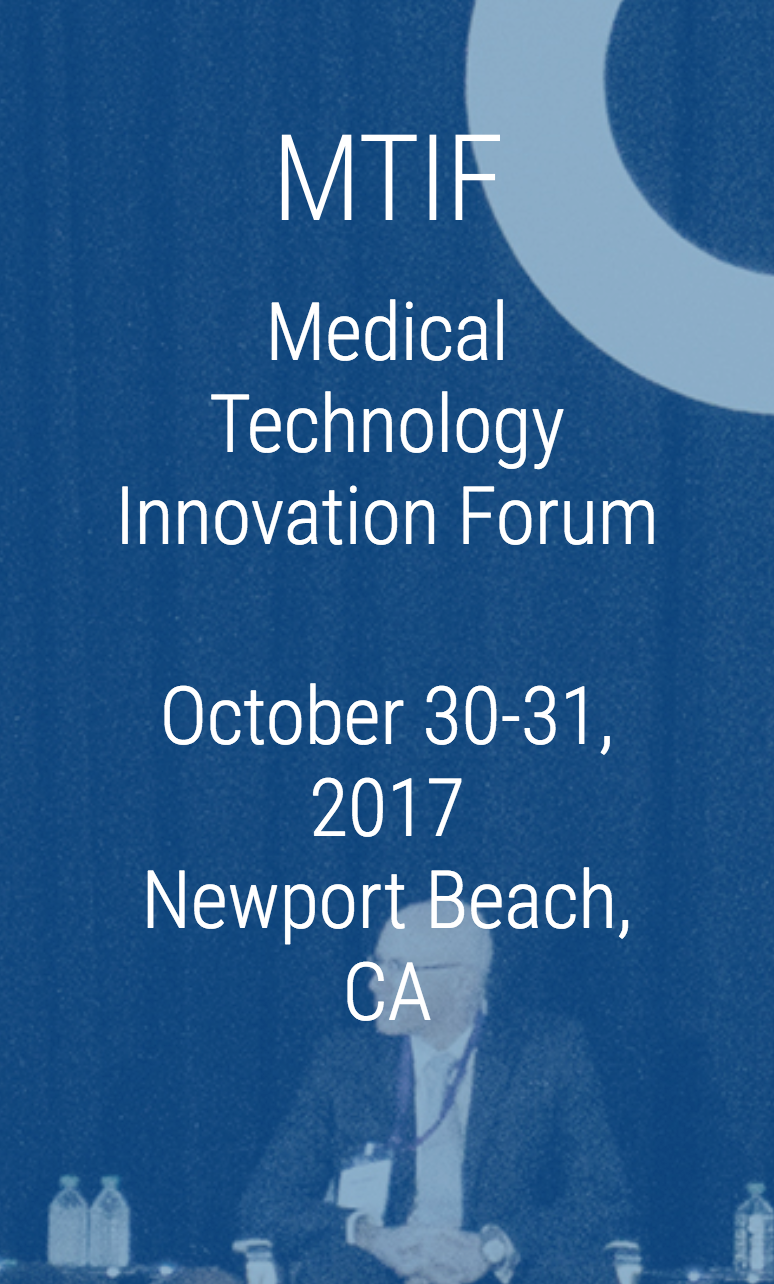 MTIF
Medical
Technology
Innovation Forum
October 30-31,
2017
Newport Beach,
CA